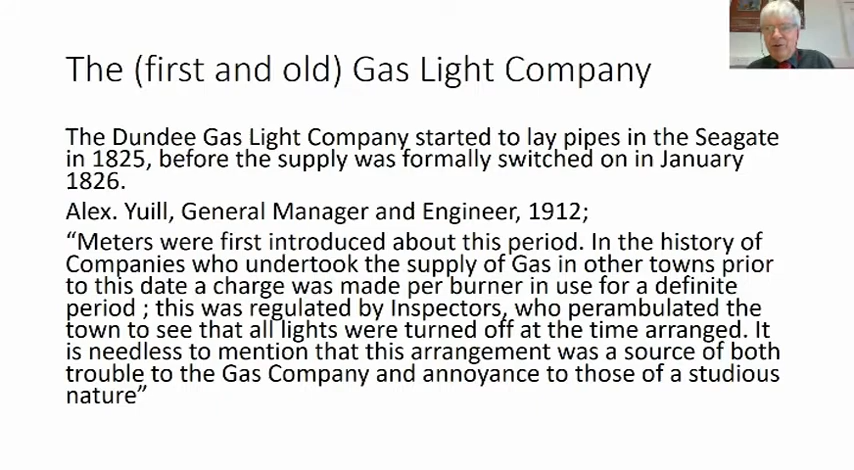 The (first and old) Gas Light Company
The Dundee Gas Light Company started to lay pipes in the Seagate
in 1825, before the supply was formally switched on in January
1826.
Alex. Yuill, General Manager and Engineer, 1912;
“Meters were first introduced about this period. In the history of
Companies who undertook the supply of Gas in other towns prior
to this date a charge was made per burner in use for a definite
period ; this was regulated by Inspectors, who perambulated the
town to see that all lights were turned off at the time arranged. It
is needless to mention that this arrangement was a source of both
trouble to the Gas Company and annoyance to those of a studious
nature”